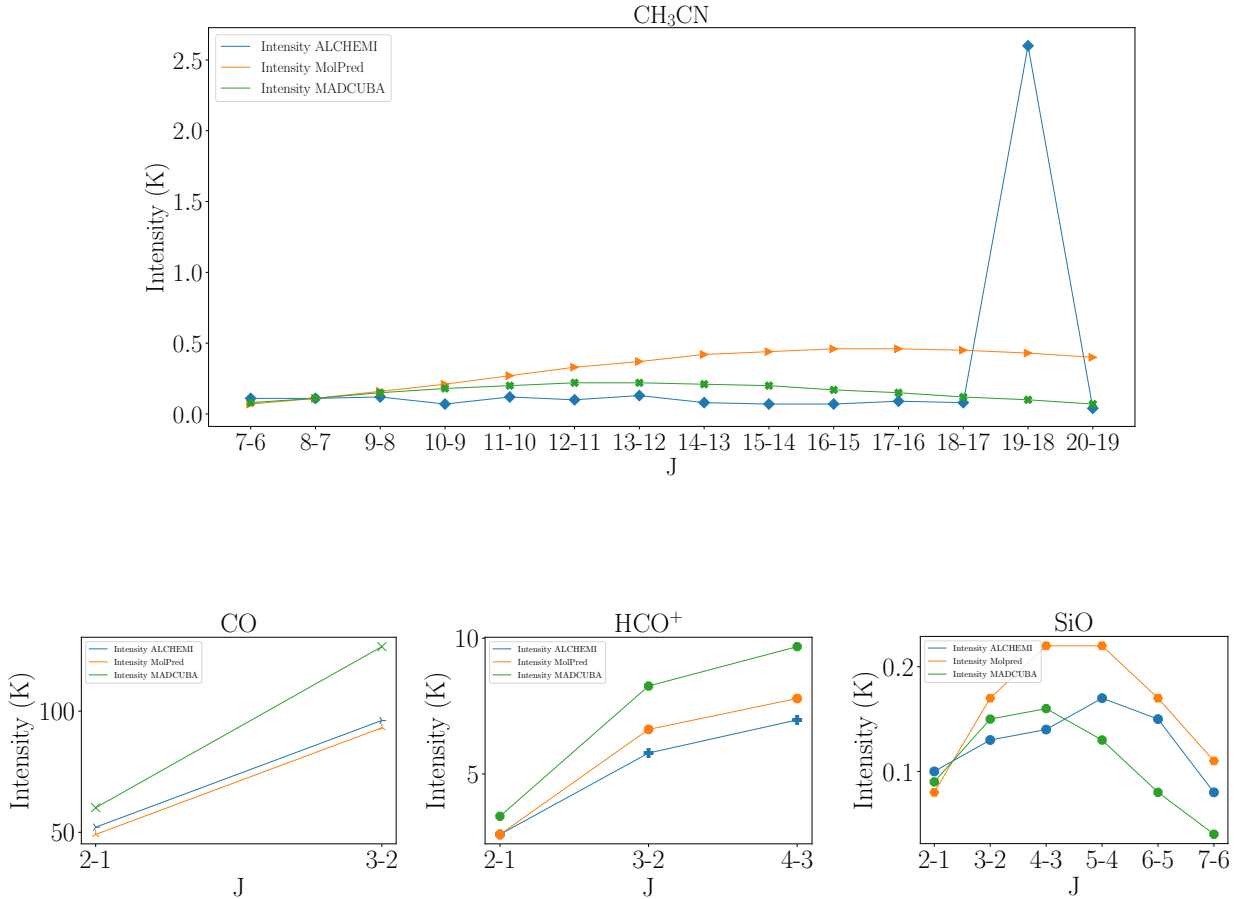 CH₃CN
Intensity ALCHEMI
Intensity MolPred
Intensity MADCUBA
Intensity (K)
2.5
2.0
1.5
1.0
0.5
0.0
7-6 8-7 9-8 10-9 11-10 12-11 13-12 14-13 15-14 16-15 17-16 18-17 19-18 20-19
J
CO
Intensity ALCHEMI
Intensity MolPred
Intensity MADCUBA
Intensity (K)
100
50
2-1 3-2
J
HCO⁺
Intensity ALCHEMI
Intensity MolPred
Intensity MADCUBA
Intensity (K)
10
5
2-1 3-2 4-3
J
SiO
Intensity ALCHEMI
Intensity Molpred
Intensity MADCUBA
Intensity (K)
0.2
0.1
2-1 3-2 4-3 5-4 6-5 7-6
J